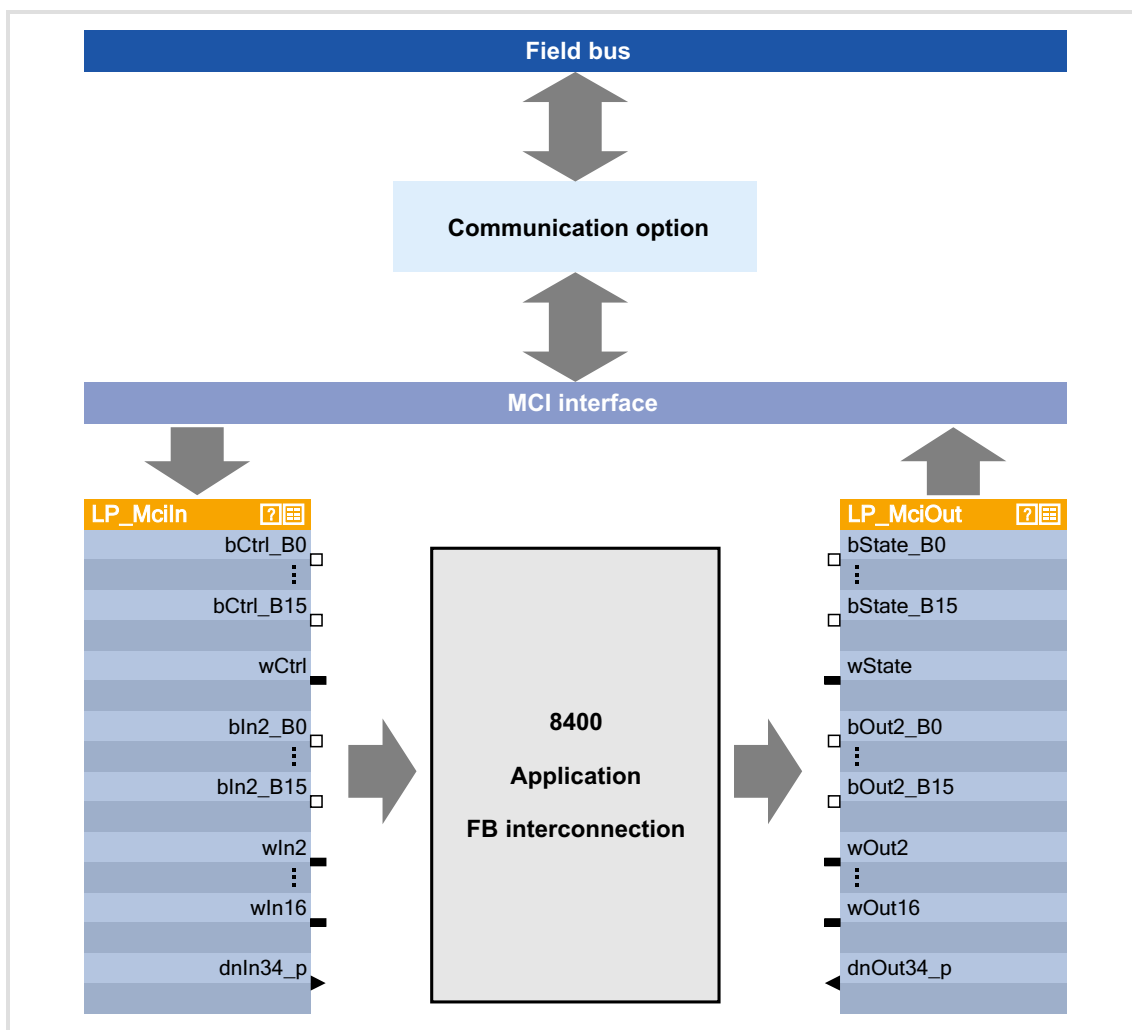 Field bus
Communication option
MCI interface
LP_MciIn
bCtrl_B0
bCtrl_B15
wCtrl
bIn2_B0
bIn2_B15
wIn2
wIn16
dnIn34_p
8400
Application
FB interconnection
LP_MciOut
bState_B0
bState_B15
wState
bOut2_B0
bOut2_B15
wOut2
wOut16
dnOut34_p